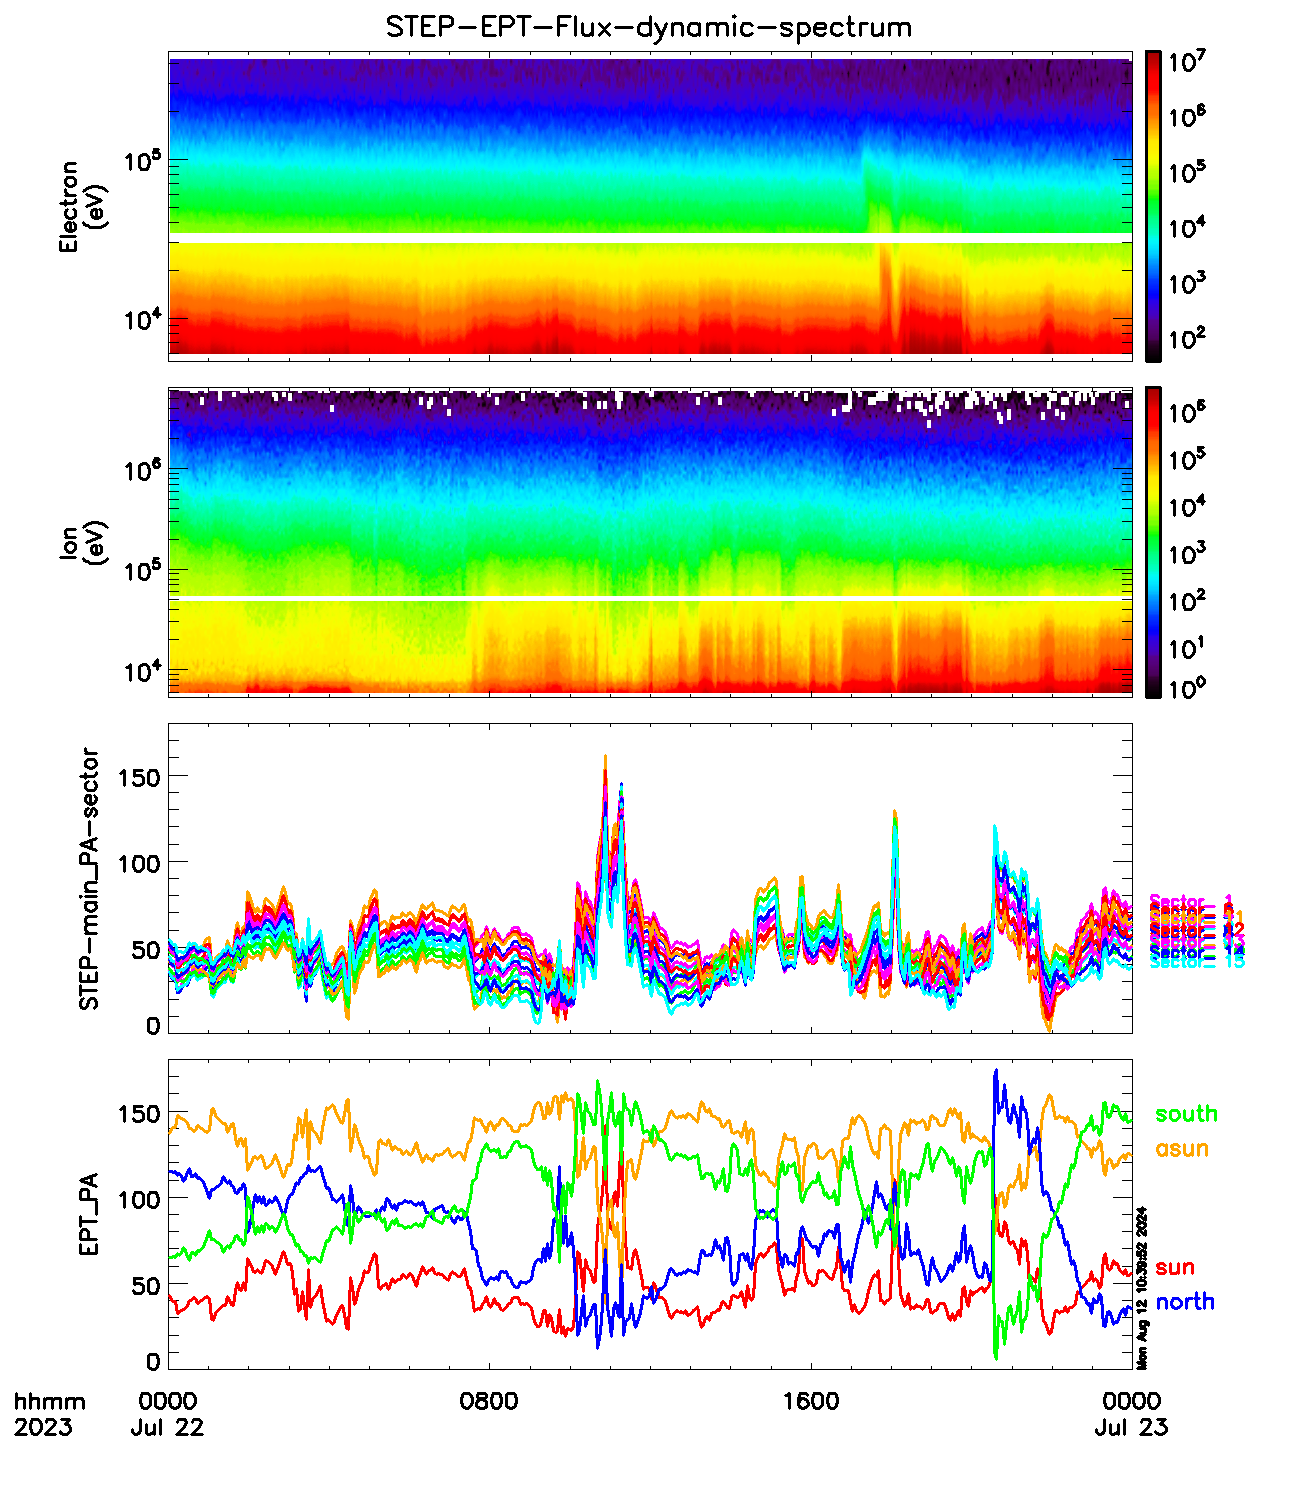 STEP-EPT-Flux-dynamic-spectrum
Electron
(eV)
10^5
10^4
10^7
10^6
10^5
10^4
10^3
10^2
Ion
(eV)
10^6
10^5
10^4
10^6
10^5
10^4
10^3
10^2
10^1
10^0
STEP-main_PA-sector
150
100
50
0
Sector- 1
Sector- 15
EPT_PA
150
100
50
0
south
asun
sun
north
Mon Aug 12 10:39:52 2024
hhmm 0000 0800 1600 0000
2023 Jul 22 Jul 23